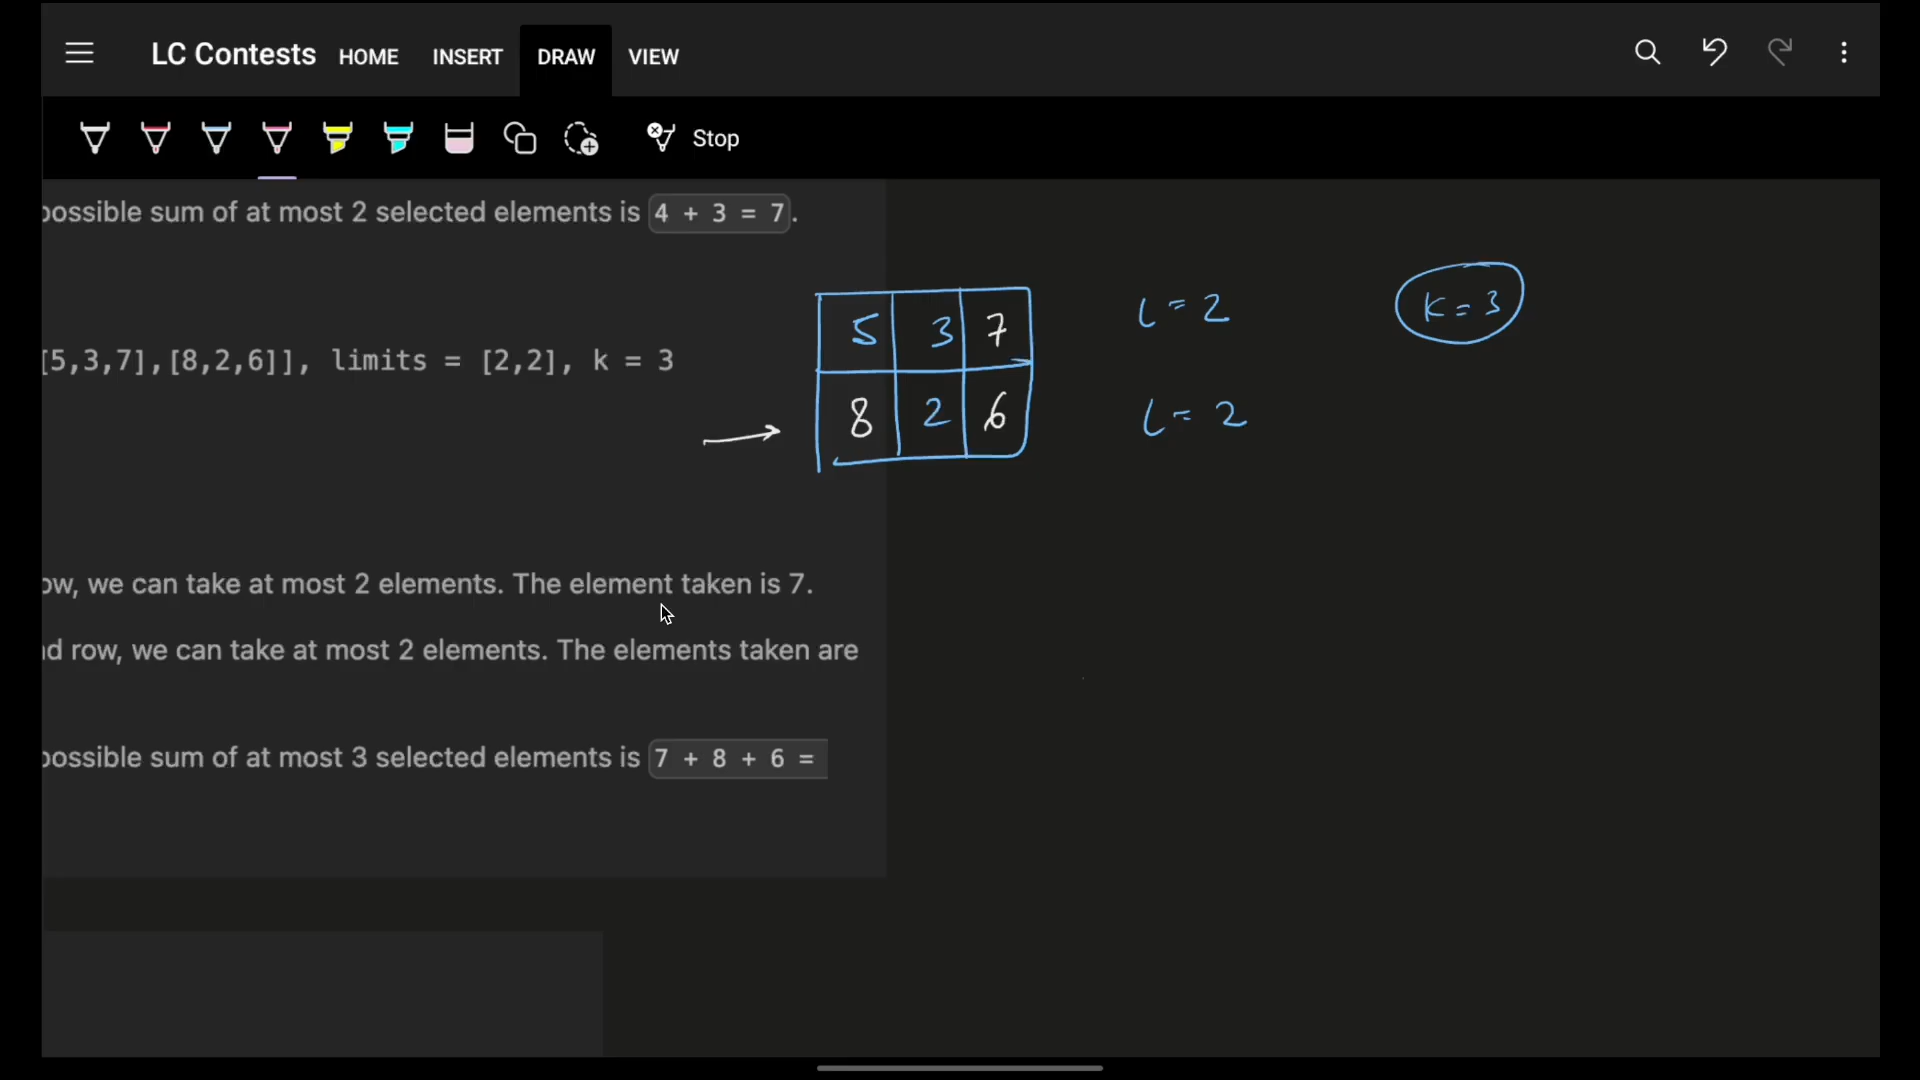 LC Contests HOME INSERT DRAW VIEW
Stop
possible sum of at most 2 selected elements is 4 + 3 = 7.
5 3 7 L = 2 K = 3
[5,3,7],[8,2,6]], limits = [2,2], k = 3
8 2 6 L = 2
ow, we can take at most 2 elements. The element taken is 7.
nd row, we can take at most 2 elements. The elements taken are
possible sum of at most 3 selected elements is 7 + 8 + 6 =